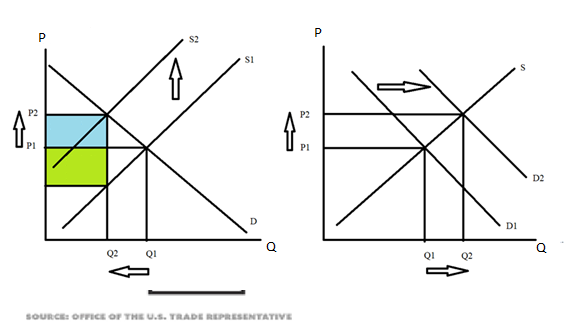 P
S2
S1
P2
P1
D
Q
Q2
Q1
P
S
P2
P1
D2
D1
Q
Q1
Q2
SOURCE: OFFICE OF THE U.S. TRADE REPRESENTATIVE